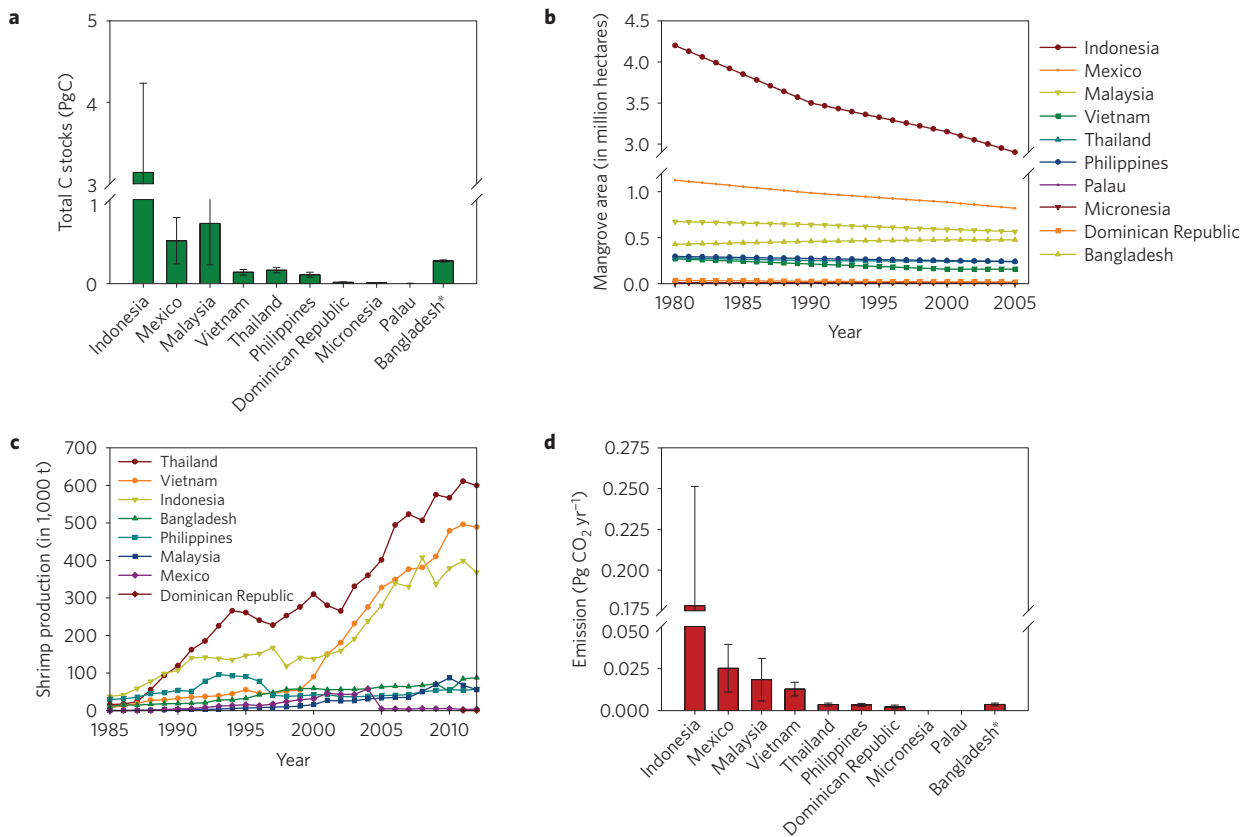 a
5
4
3
1
0
Total C stocks (PgC)
Indonesia
Mexico
Malaysia
Vietnam
Thailand
Philippines
Dominican Republic
Micronesia
Palau
Bangladesh*
b
4.5
4.0
3.5
3.0
1.0
0.5
0.0
Mangrove area (in million hectares)
1980 1985 1990 1995 2000 2005
Year
Indonesia
Mexico
Malaysia
Vietnam
Thailand
Philippines
Palau
Micronesia
Dominican Republic
Bangladesh
c
700
600
500
400
300
200
100
0
Shrimp production (in 1,000 t)
Thailand
Vietnam
Indonesia
Bangladesh
Philippines
Malaysia
Mexico
Dominican Republic
1985 1990 1995 2000 2005 2010
Year
d
0.275
0.250
0.225
0.200
0.175
0.050
0.025
0.000
Emission (Pg CO₂ yr⁻¹)
Indonesia
Mexico
Malaysia
Vietnam
Thailand
Philippines
Dominican Republic
Micronesia
Palau
Bangladesh*